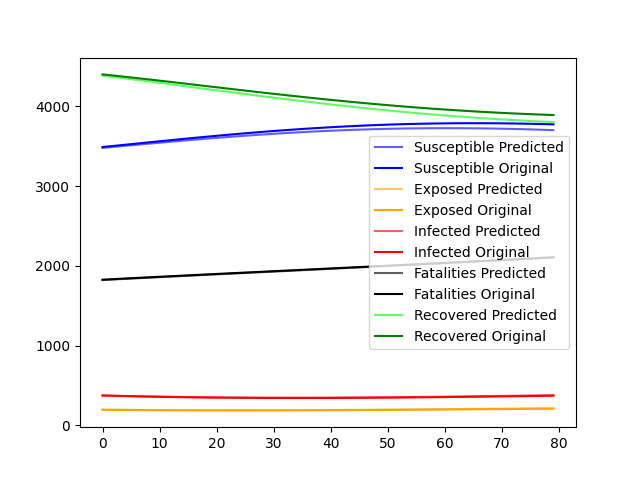 4000
3000
2000
1000
0
Susceptible Predicted
Susceptible Original
Exposed Predicted
Exposed Original
Infected Predicted
Infected Original
Fatalities Predicted
Fatalities Original
Recovered Predicted
Recovered Original
0 10 20 30 40 50 60 70 80